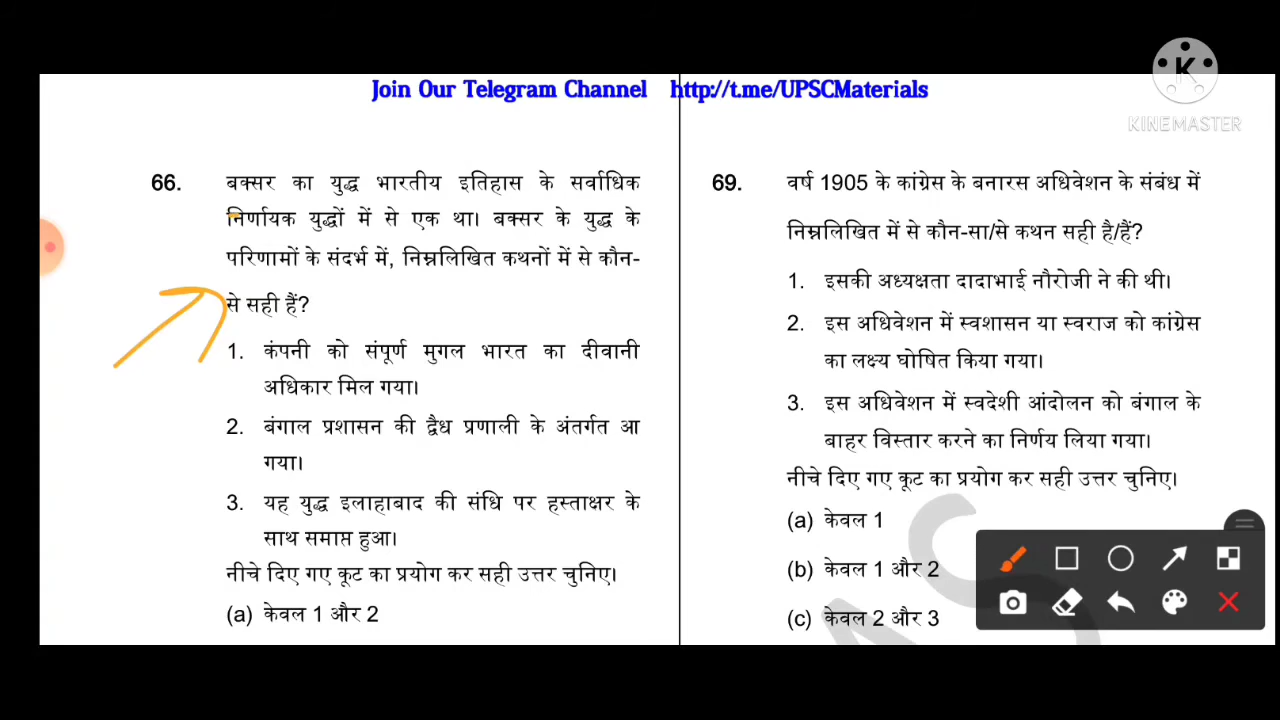 Join Our Telegram Channel http://t.me/UPSCMaterials
KINEMASTER
66. बक्सर का युद्ध भारतीय इतिहास के सर्वाधिक
निर्णायक युद्धों में से एक था। बक्सर के युद्ध के
परिणामों के संदर्भ में, निम्नलिखित कथनों में से कौन-
से सही हैं?
1. कंपनी को संपूर्ण मुगल भारत का दीवानी
अधिकार मिल गया।
2. बंगाल प्रशासन की द्वैध प्रणाली के अंतर्गत आ
गया।
3. यह युद्ध इलाहाबाद की संधि पर हस्ताक्षर के
साथ समाप्त हुआ।
नीचे दिए गए कूट का प्रयोग कर सही उत्तर चुनिए।
(a) केवल 1 और 2
69. वर्ष 1905 के कांग्रेस के बनारस अधिवेशन के संबंध में
निम्नलिखित में से कौन-सा/से कथन सही है/हैं?
1. इसकी अध्यक्षता दादाभाई नौरोजी ने की थी।
2. इस अधिवेशन में स्वशासन या स्वराज को कांग्रेस
का लक्ष्य घोषित किया गया।
3. इस अधिवेशन में स्वदेशी आंदोलन को बंगाल के
बाहर विस्तार करने का निर्णय लिया गया।
नीचे दिए गए कूट का प्रयोग कर सही उत्तर चुनिए।
(a) केवल 1
(b) केवल 1 और 2
(c) केवल 2 और 3